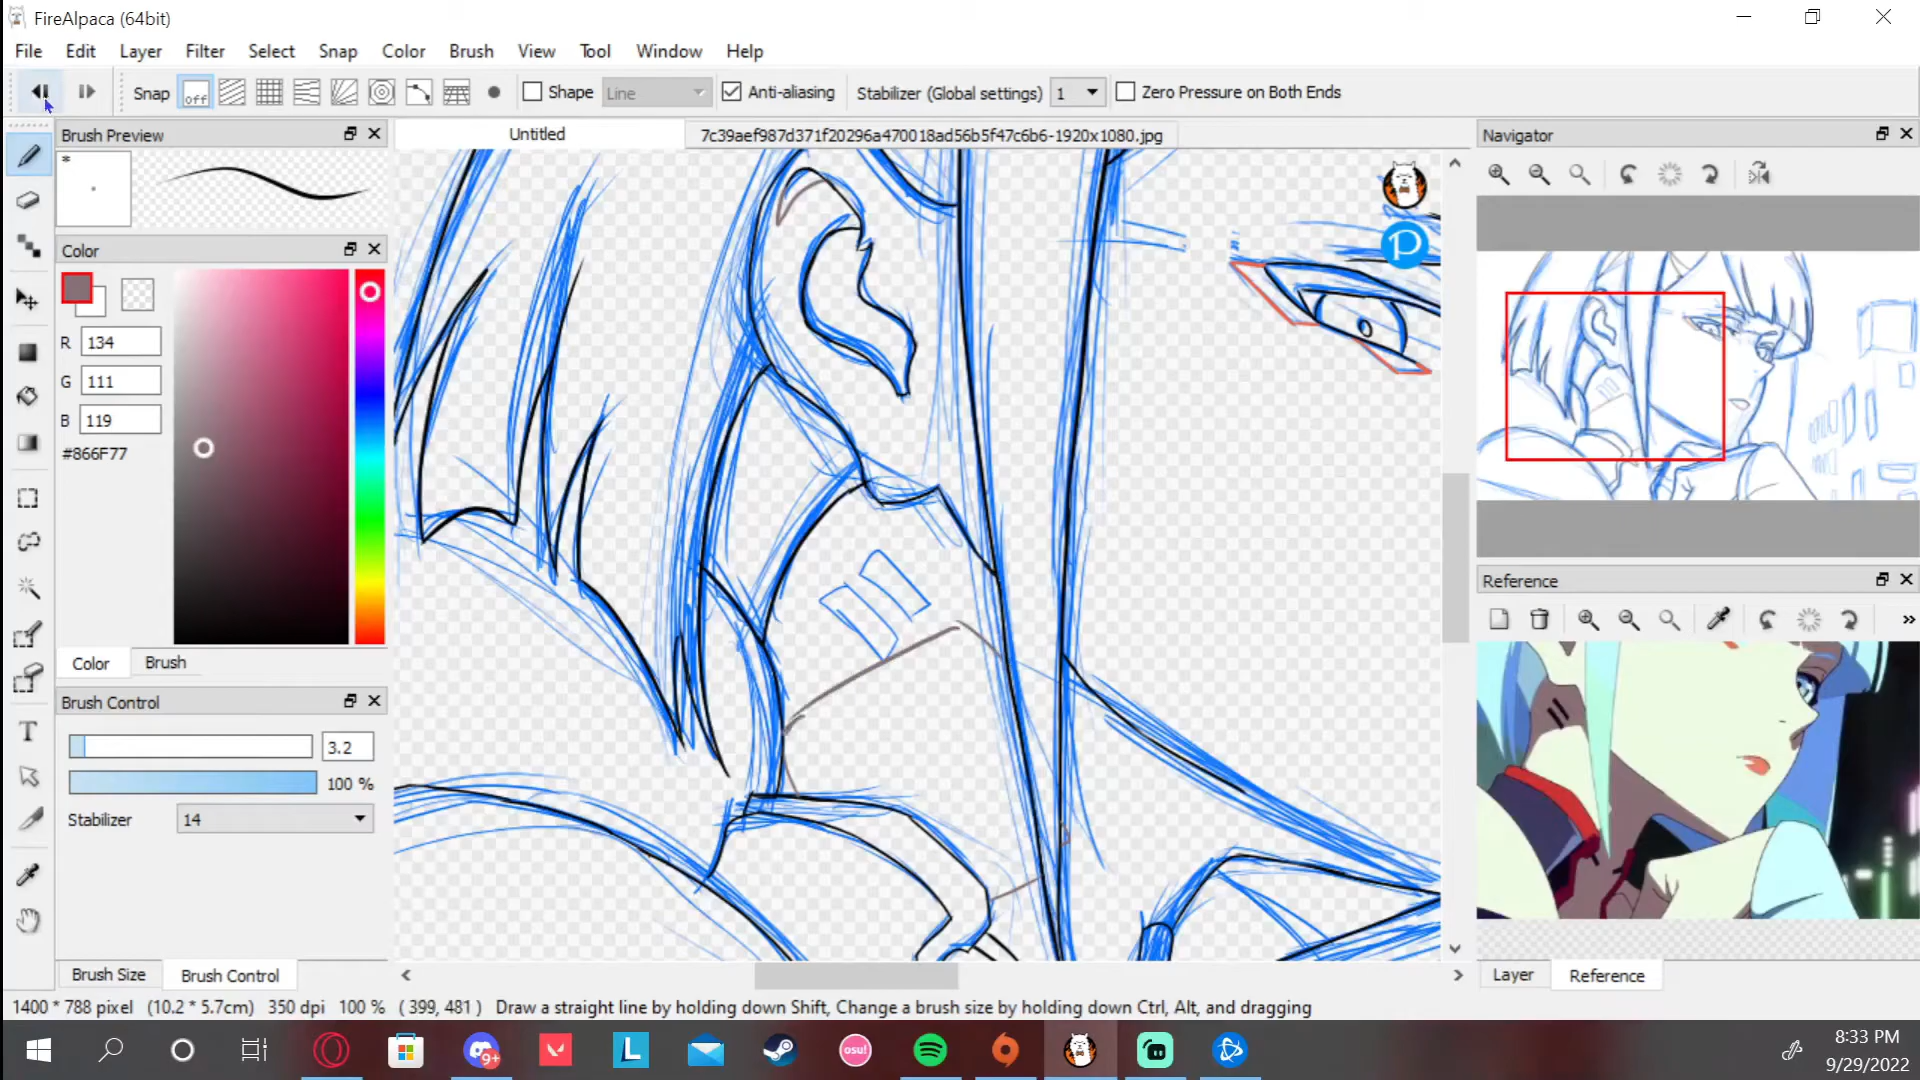 FireAlpaca (64bit)
File Edit Layer Filter Select Snap Color Brush View Tool Window Help
Snap off Shape Line Anti-aliasing Stabilizer (Global settings) 1 Zero Pressure on Both Ends
Brush Preview
Untitled
7c39aef987d371f20296a470018ad56b5f47c6b6-1920x1080.jpg
Navigator
*
Color
R 134
G 111
B 119
#866F77
Color Brush
Brush Control
3.2
100 %
Stabilizer 14
Reference
Brush Size Brush Control
Layer Reference
1400 * 788 pixel (10.2 * 5.7cm) 350 dpi 100 % ( 399, 481 ) Draw a straight line by holding down Shift, Change a brush size by holding down Ctrl, Alt, and dragging
T
P
9+
L
osu!
8:33 PM
9/29/2022